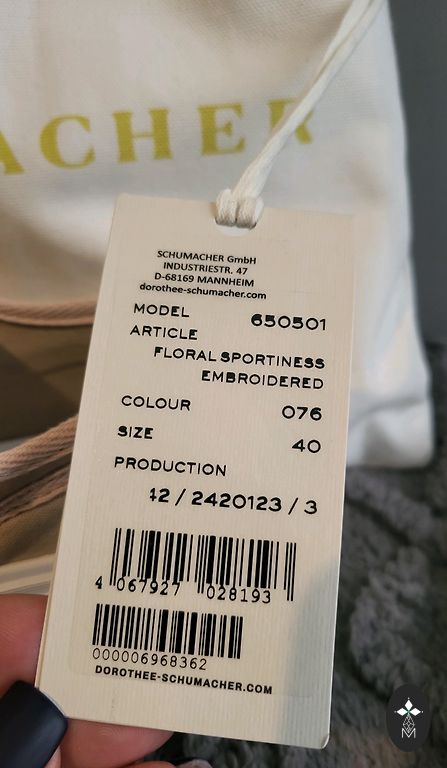 ACHER
SCHUMACHER GmbH
INDUSTRIESTR. 47
D-68169 MANNHEIM
dorothee-schumacher.com
MODEL 650501
ARTICLE
FLORAL SPORTINESS
EMBROIDERED
COLOUR 076
SIZE 40
PRODUCTION
12 / 2420123 / 3
4 067927 028193
000006968362
DOROTHEE-SCHUMACHER.COM
M